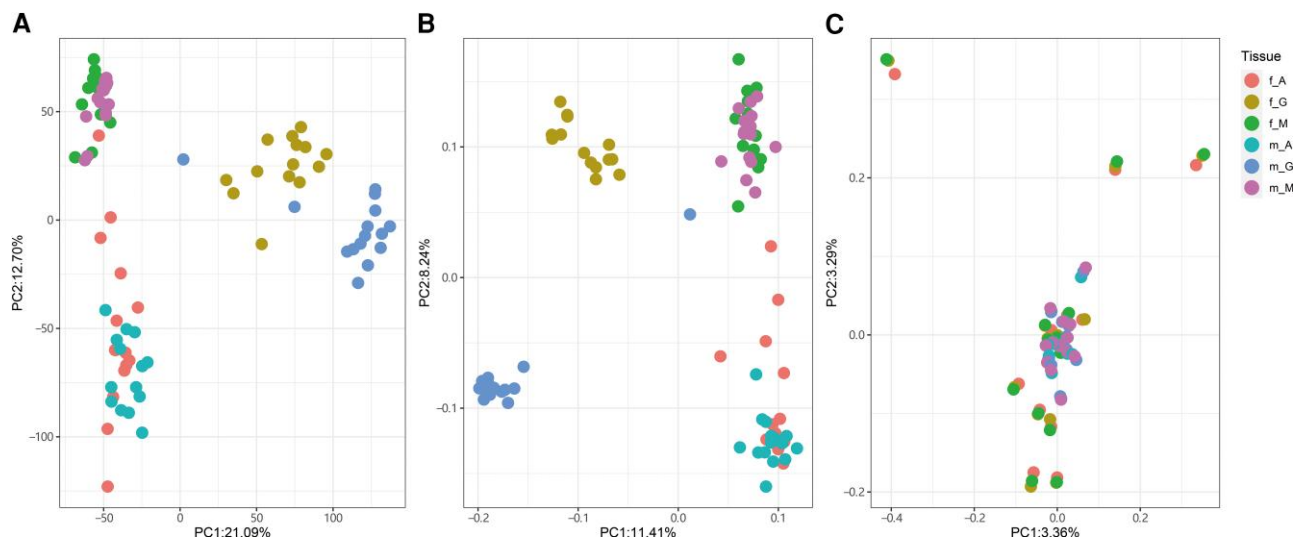 A
B
C
50
0
−50
−100
PC2:12.70%
−50
0
50
100
PC1:21.09%
0.1
0.0
−0.1
PC2:8.24%
−0.2
−0.1
0.0
0.1
PC1:11.41%
0.2
0.0
−0.2
PC2:3.29%
−0.4
−0.2
0.0
0.2
PC1:3.36%
Tissue
f_A
f_G
f_M
m_A
m_G
m_M